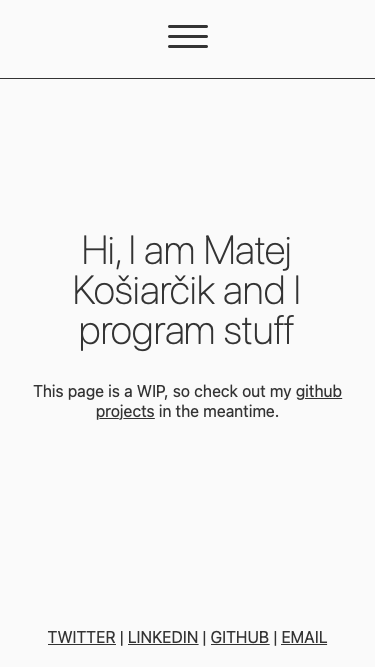 Hi, I am Matej
Košiarčik and I
program stuff
This page is a WIP, so check out my github
projects in the meantime.
TWITTER | LINKEDIN | GITHUB | EMAIL